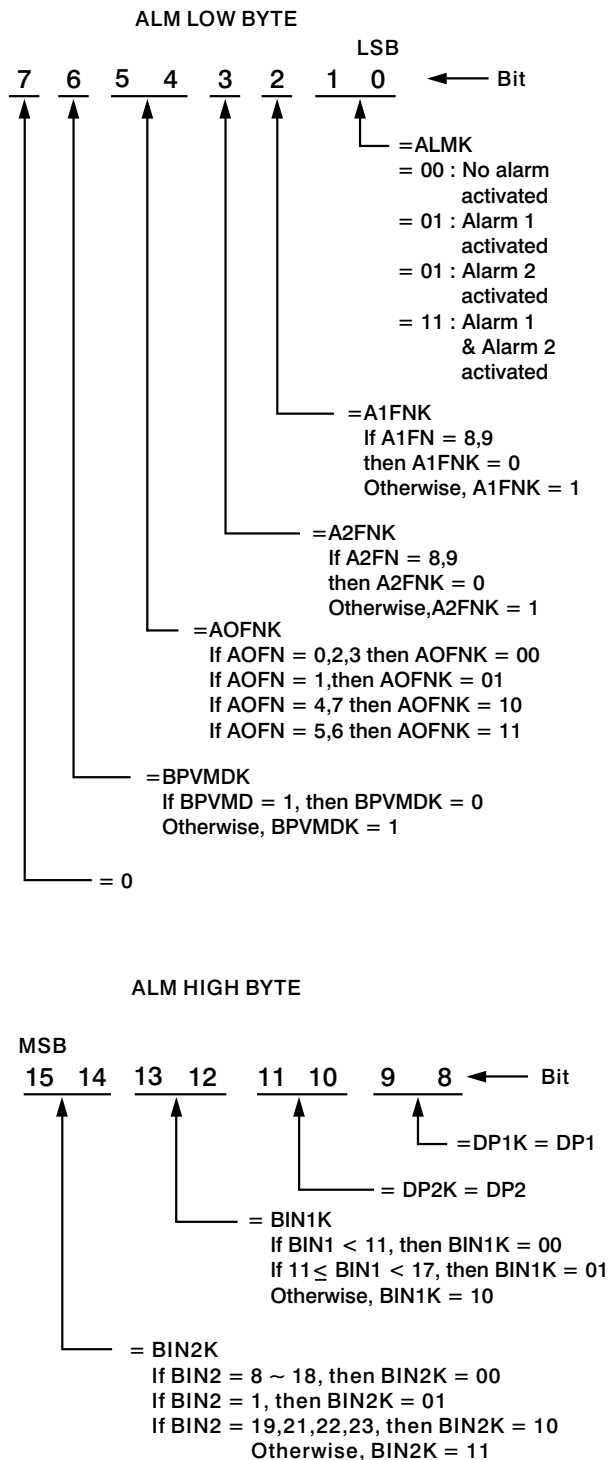 ALM LOW BYTE
LSB
7 6 5 4 3 2 1 0 Bit
=ALMK
= 00 : No alarm
activated
= 01 : Alarm 1
activated
= 01 : Alarm 2
activated
= 11 : Alarm 1
& Alarm 2
activated
=A1FNK
If A1FN = 8,9
then A1FNK = 0
Otherwise, A1FNK = 1
=A2FNK
If A2FN = 8,9
then A2FNK = 0
Otherwise,A2FNK = 1
=AOFNK
If AOFN = 0,2,3 then AOFNK = 00
If AOFN = 1,then AOFNK = 01
If AOFN = 4,7 then AOFNK = 10
If AOFN = 5,6 then AOFNK = 11
=BPVMDK
If BPVMD = 1, then BPVMDK = 0
Otherwise, BPVMDK = 1
= 0
ALM HIGH BYTE
MSB
15 14 13 12 11 10 9 8 Bit
=DP1K = DP1
= DP2K = DP2
= BIN1K
If BIN1 < 11, then BIN1K = 00
If 11≤ BIN1 < 17, then BIN1K = 01
Otherwise, BIN1K = 10
= BIN2K
If BIN2 = 8 ~ 18, then BIN2K = 00
If BIN2 = 1, then BIN2K = 01
If BIN2 = 19,21,22,23, then BIN2K = 10
Otherwise, BIN2K = 11